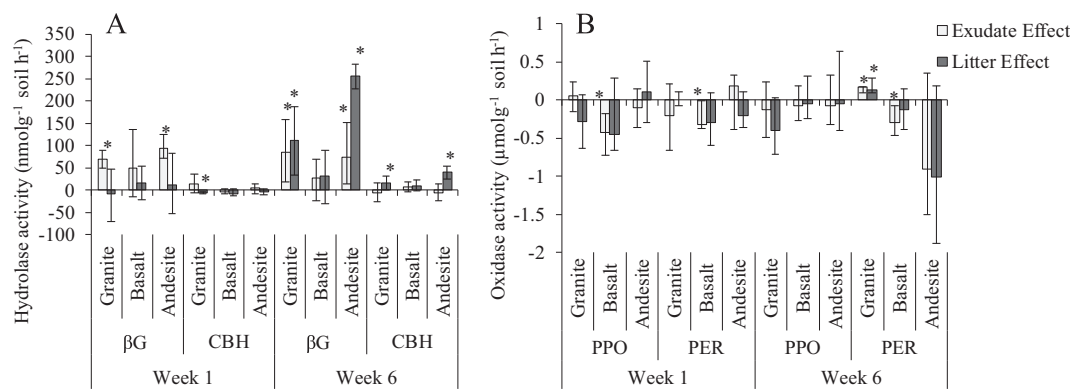 A
Hydrolase activity (nmolg⁻¹ soil h⁻¹)
350
300
250
200
150
100
50
0
-50
-100
* * * * * * * * *
Granite Basalt Andesite Granite Basalt Andesite Granite Basalt Andesite Granite Basalt Andesite
βG CBH βG CBH
Week 1 Week 6
B
Exudate Effect
Litter Effect
Oxidase activity (μmolg⁻¹ soil h⁻¹)
1
0.5
0
-0.5
-1
-1.5
-2
* * * * *
Granite Basalt Andesite Granite Basalt Andesite Granite Basalt Andesite Granite Basalt Andesite
PPO PER PPO PER
Week 1 Week 6